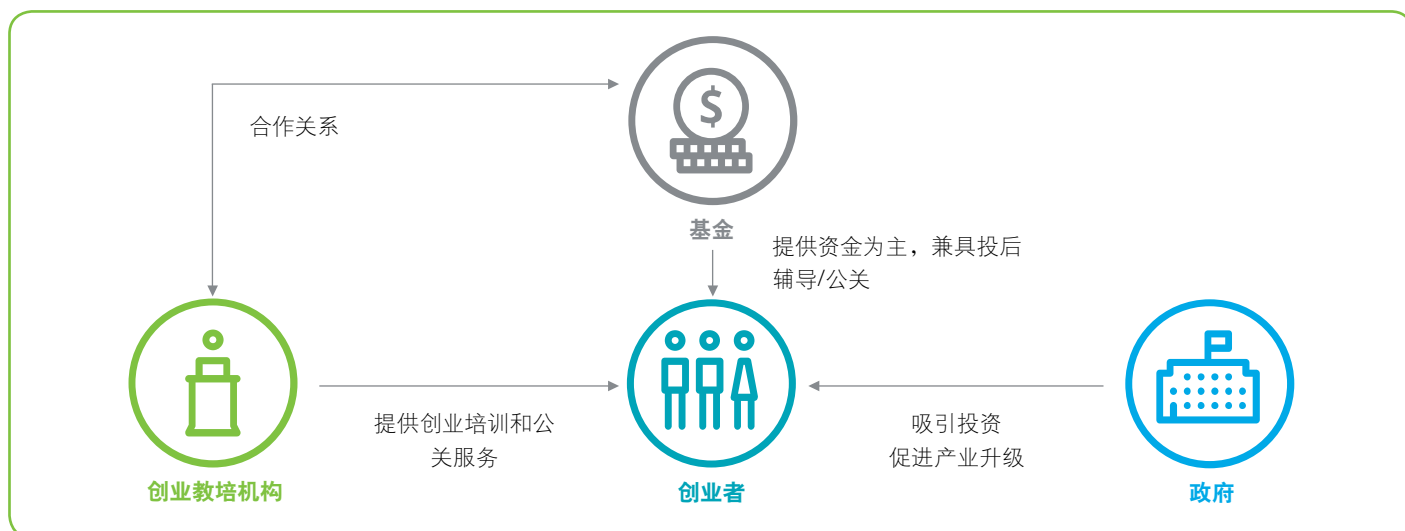 $
合作关系
基金
提供资金为主，兼具投后
辅导/公关
提供创业培训和公
关服务
吸引投资
促进产业升级
创业教培机构
创业者
政府